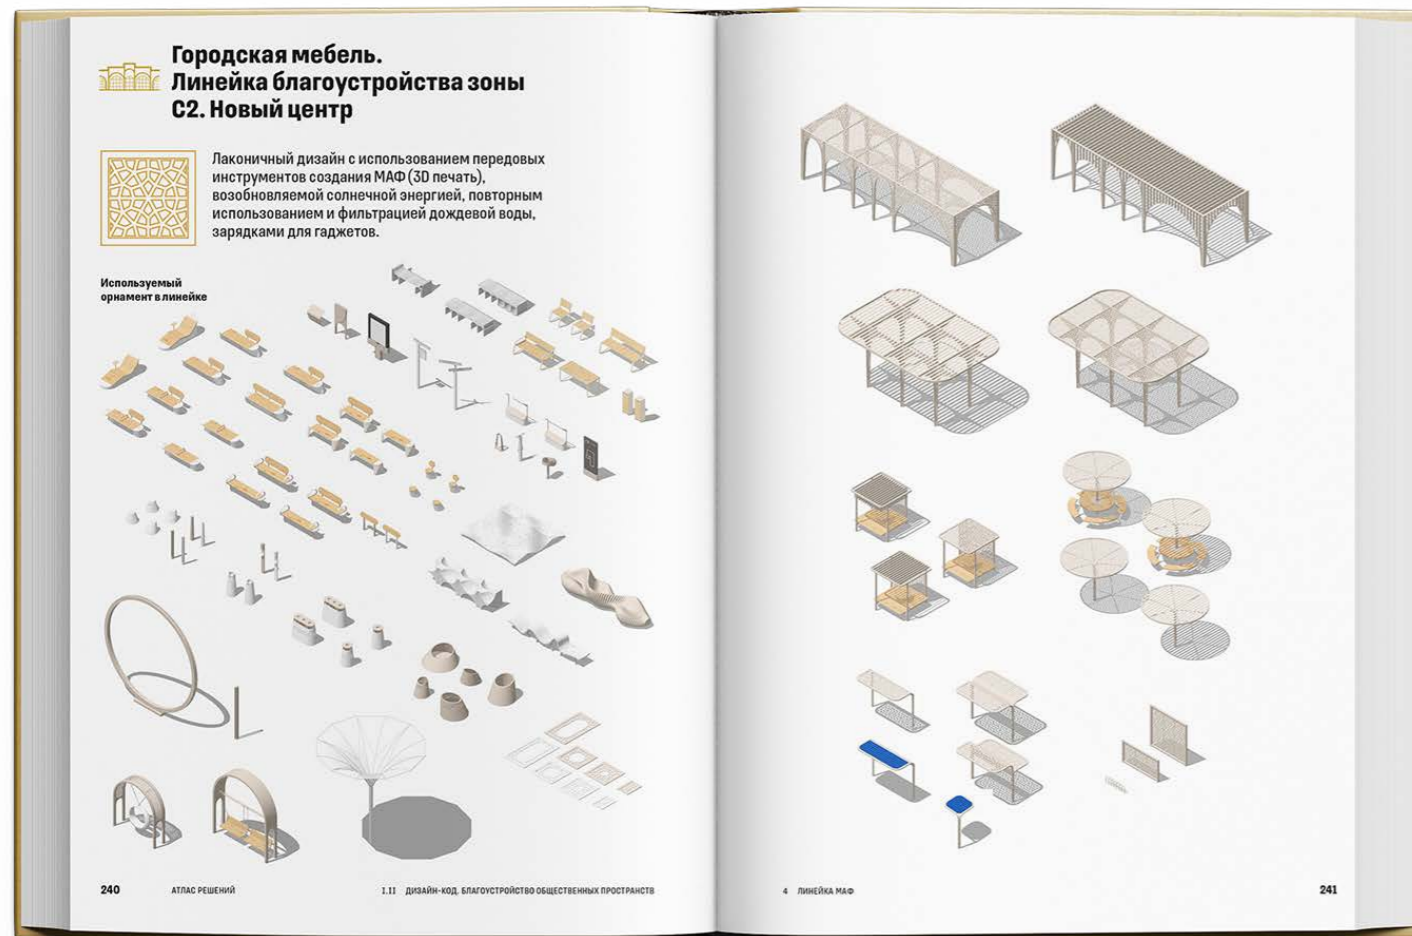 Городская мебель.
Линейка благоустройства зоны
С2. Новый центр
Лаконичный дизайн с использованием передовых
инструментов создания МАФ (3D печать),
возобновляемой солнечной энергией, повторным
использованием и фильтрацией дождевой воды,
зарядками для гаджетов.
Используемый
орнамент в линейке
240
АТЛАС РЕШЕНИЙ
1.11 ДИЗАЙН-КОД. БЛАГОУСТРОЙСТВО ОБЩЕСТВЕННЫХ ПРОСТРАНСТВ
4 ЛИНЕЙКА МАФ
241